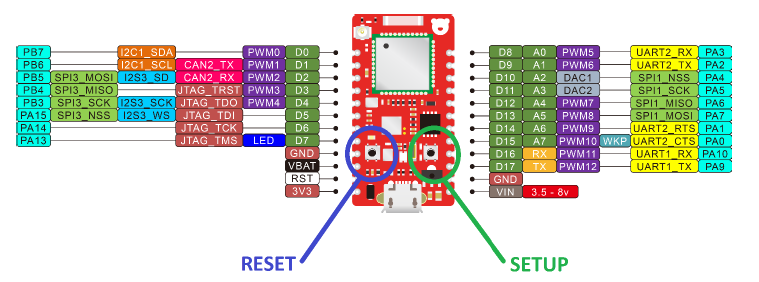 PB7 I2C1_SDA PWM0 D0
PB6 I2C1_SCL CAN2_TX PWM1 D1
PB5 SPI3_MOSI I2S3_SD CAN2_RX PWM2 D2
PB4 SPI3_MISO JTAG_TRST PWM3 D3
PB3 SPI3_SCK I2S3_SCK JTAG_TDO PWM4 D4
PA15 SPI3_NSS I2S3_WS JTAG_TDI D5
PA14 JTAG_TCK D6
PA13 JTAG_TMS LED D7
GND
VBAT
RST
3V3
D8 A0 PWM5 UART2_RX PA3
D9 A1 PWM6 UART2_TX PA2
D10 A2 DAC1 SPI1_NSS PA4
D11 A3 DAC2 SPI1_SCK PA5
D12 A4 PWM7 SPI1_MISO PA6
D13 A5 PWM8 SPI1_MOSI PA7
D14 A6 PWM9 UART2_RTS PA1
D15 A7 PWM10 WKP UART2_CTS PA0
D16 RX PWM11 UART1_RX PA10
D17 TX PWM12 UART1_TX PA9
GND
VIN 3.5 - 8v
RESET
SETUP